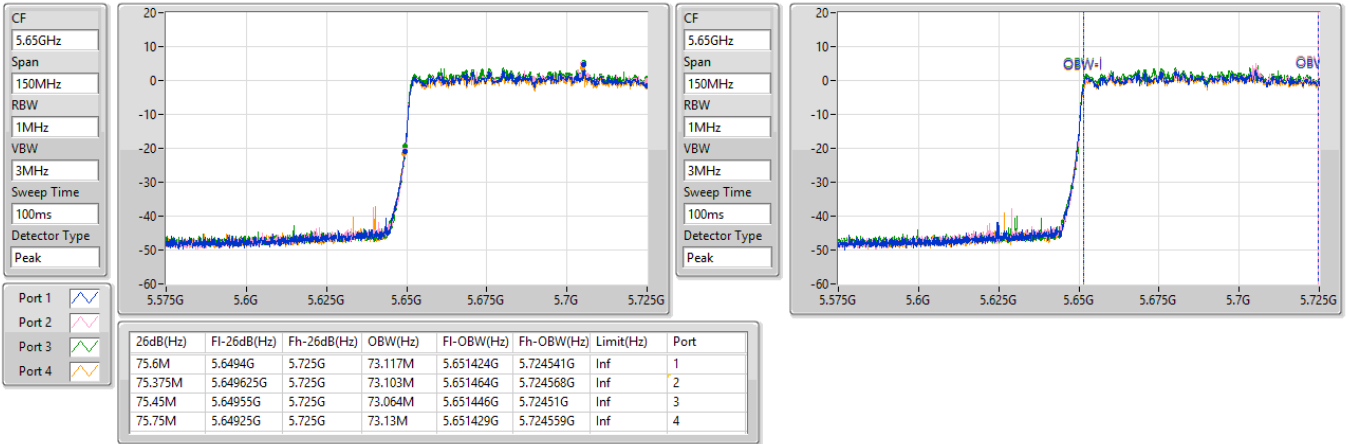 CF
5.65GHz
Span
150MHz
RBW
1MHz
VBW
3MHz
Sweep Time
100ms
Detector Type
Peak
20-
10-
0-
-10-
-20-
-30-
-40-
-50-
-60-
5.575G 5.6G 5.625G 5.65G 5.675G 5.7G 5.725G
CF
5.65GHz
Span
150MHz
RBW
1MHz
VBW
3MHz
Sweep Time
100ms
Detector Type
Peak
20-
10-
0-
-10-
-20-
-30-
-40-
-50-
-60-
OBW-l OBW
5.575G 5.6G 5.625G 5.65G 5.675G 5.7G 5.725G
Port 1
Port 2
Port 3
Port 4
26dB(Hz) Fl-26dB(Hz) Fh-26dB(Hz) OBW(Hz) Fl-OBW(Hz) Fh-OBW(Hz) Limit(Hz) Port
75.6M 5.6494G 5.725G 73.117M 5.651424G 5.724541G Inf 1
75.375M 5.649625G 5.725G 73.103M 5.651464G 5.724568G Inf 2
75.45M 5.64955G 5.725G 73.064M 5.651446G 5.72451G Inf 3
75.75M 5.64925G 5.725G 73.13M 5.651429G 5.724559G Inf 4